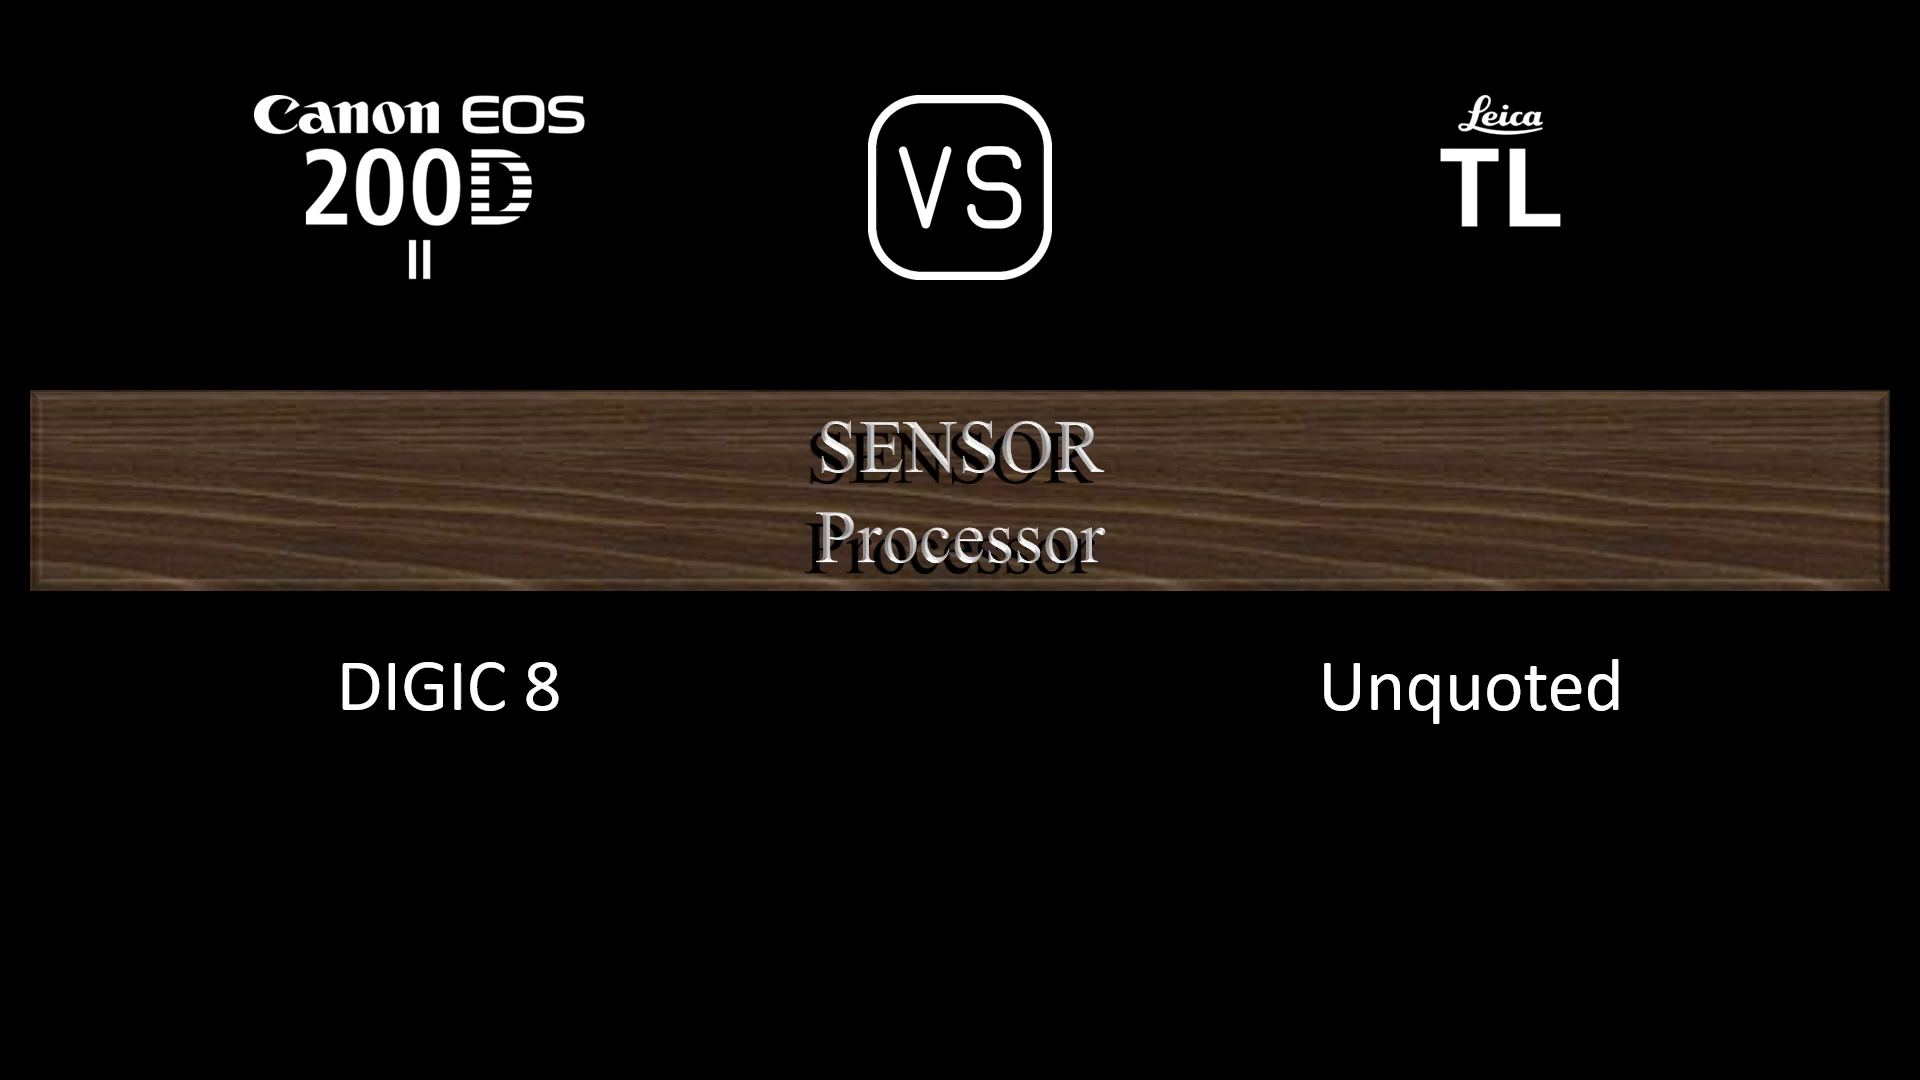 Canon EOS
200D
II
VS
Leica
TL
SENSOR
Processor
DIGIC 8
Unquoted